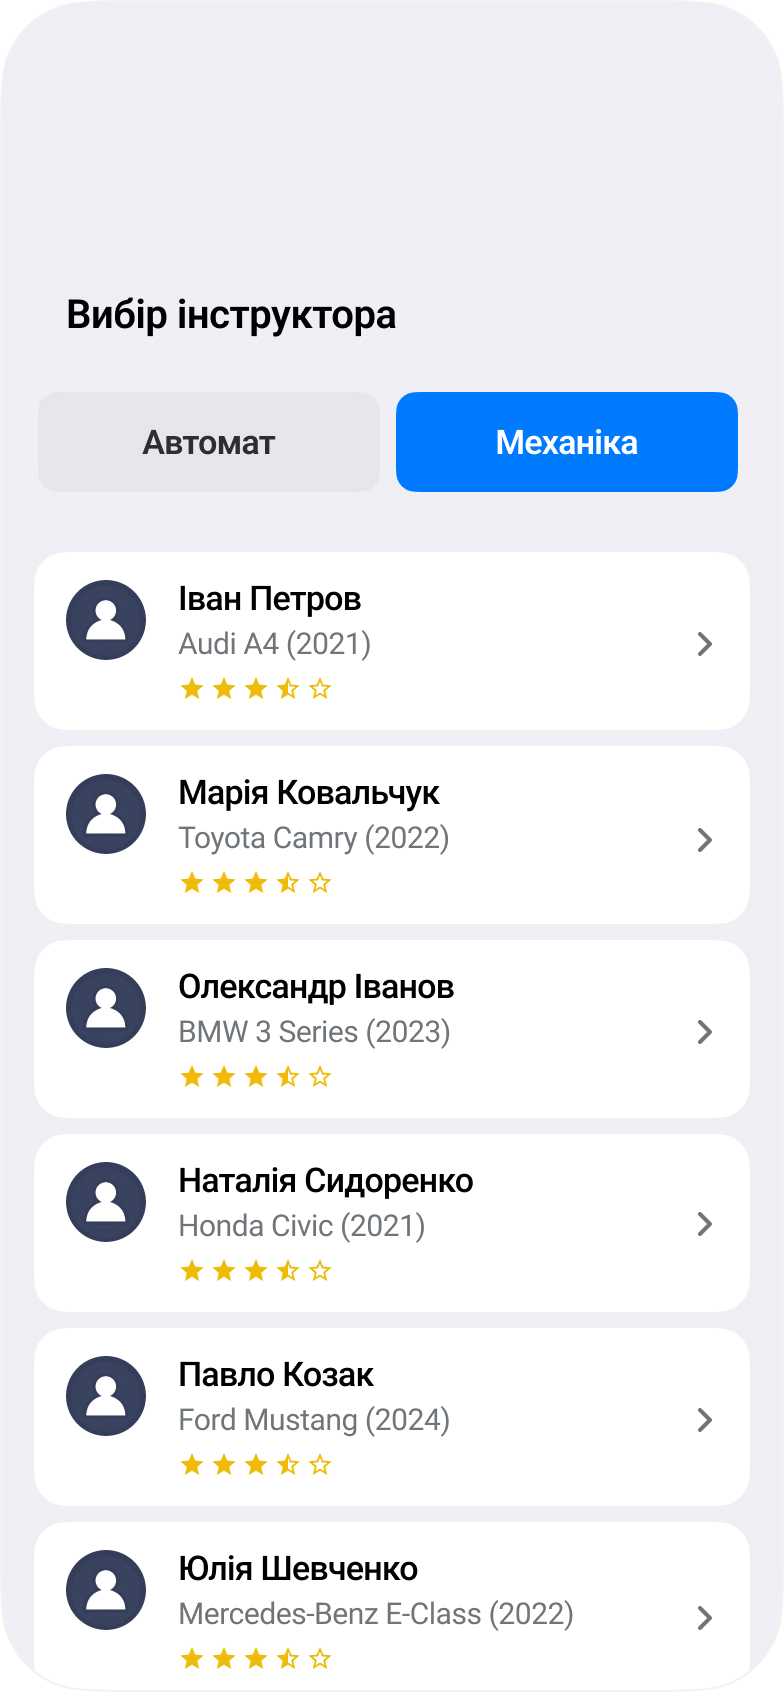 Вибір інструктора
Автомат
Механіка
Іван Петров
Audi A4 (2021)
Марія Ковальчук
Toyota Camry (2022)
Олександр Іванов
BMW 3 Series (2023)
Наталія Сидоренко
Honda Civic (2021)
Павло Козак
Ford Mustang (2024)
Юлія Шевченко
Mercedes-Benz E-Class (2022)